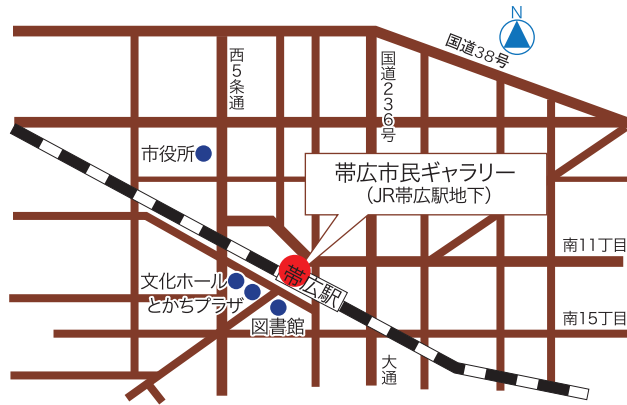 N
国道38号
西5条通
国道236号
市役所
帯広市民ギャラリー
（JR帯広駅地下）
南11丁目
文化ホール
とかちプラザ
帯広駅
図書館
南15丁目
大通